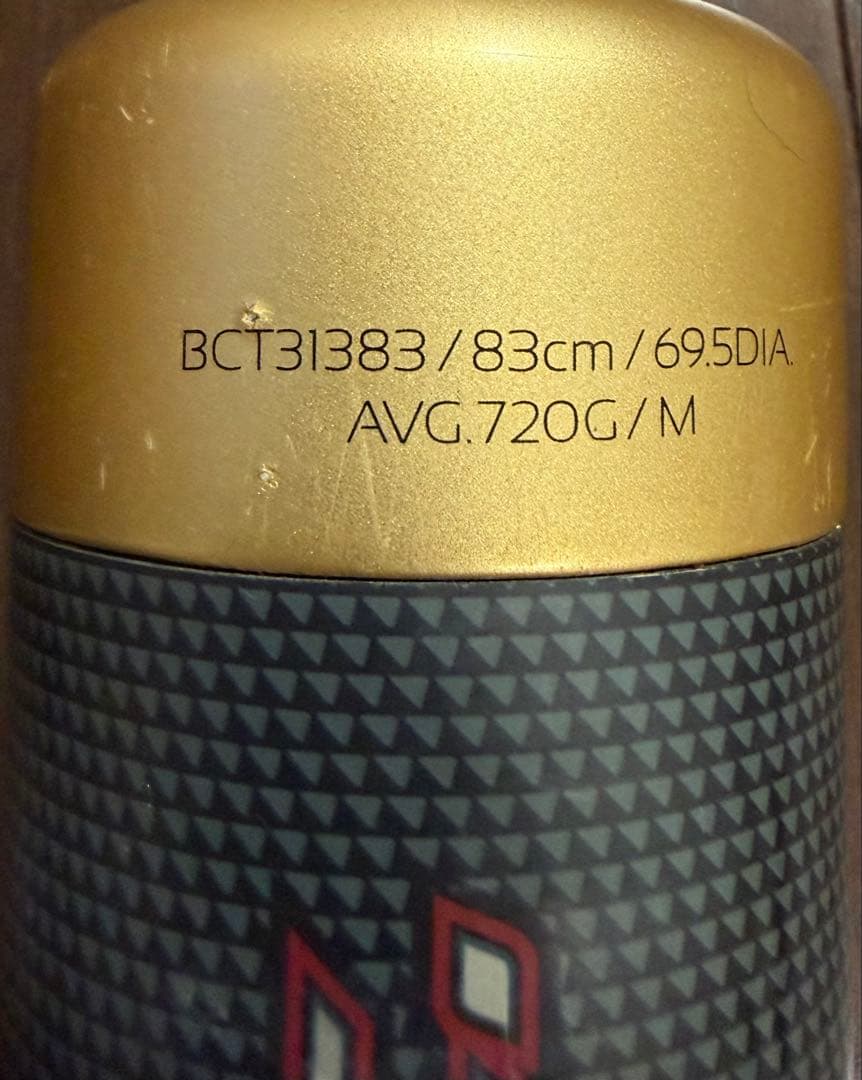 BCT31383 / 83cm / 69.5DIA.
AVG.720G/M